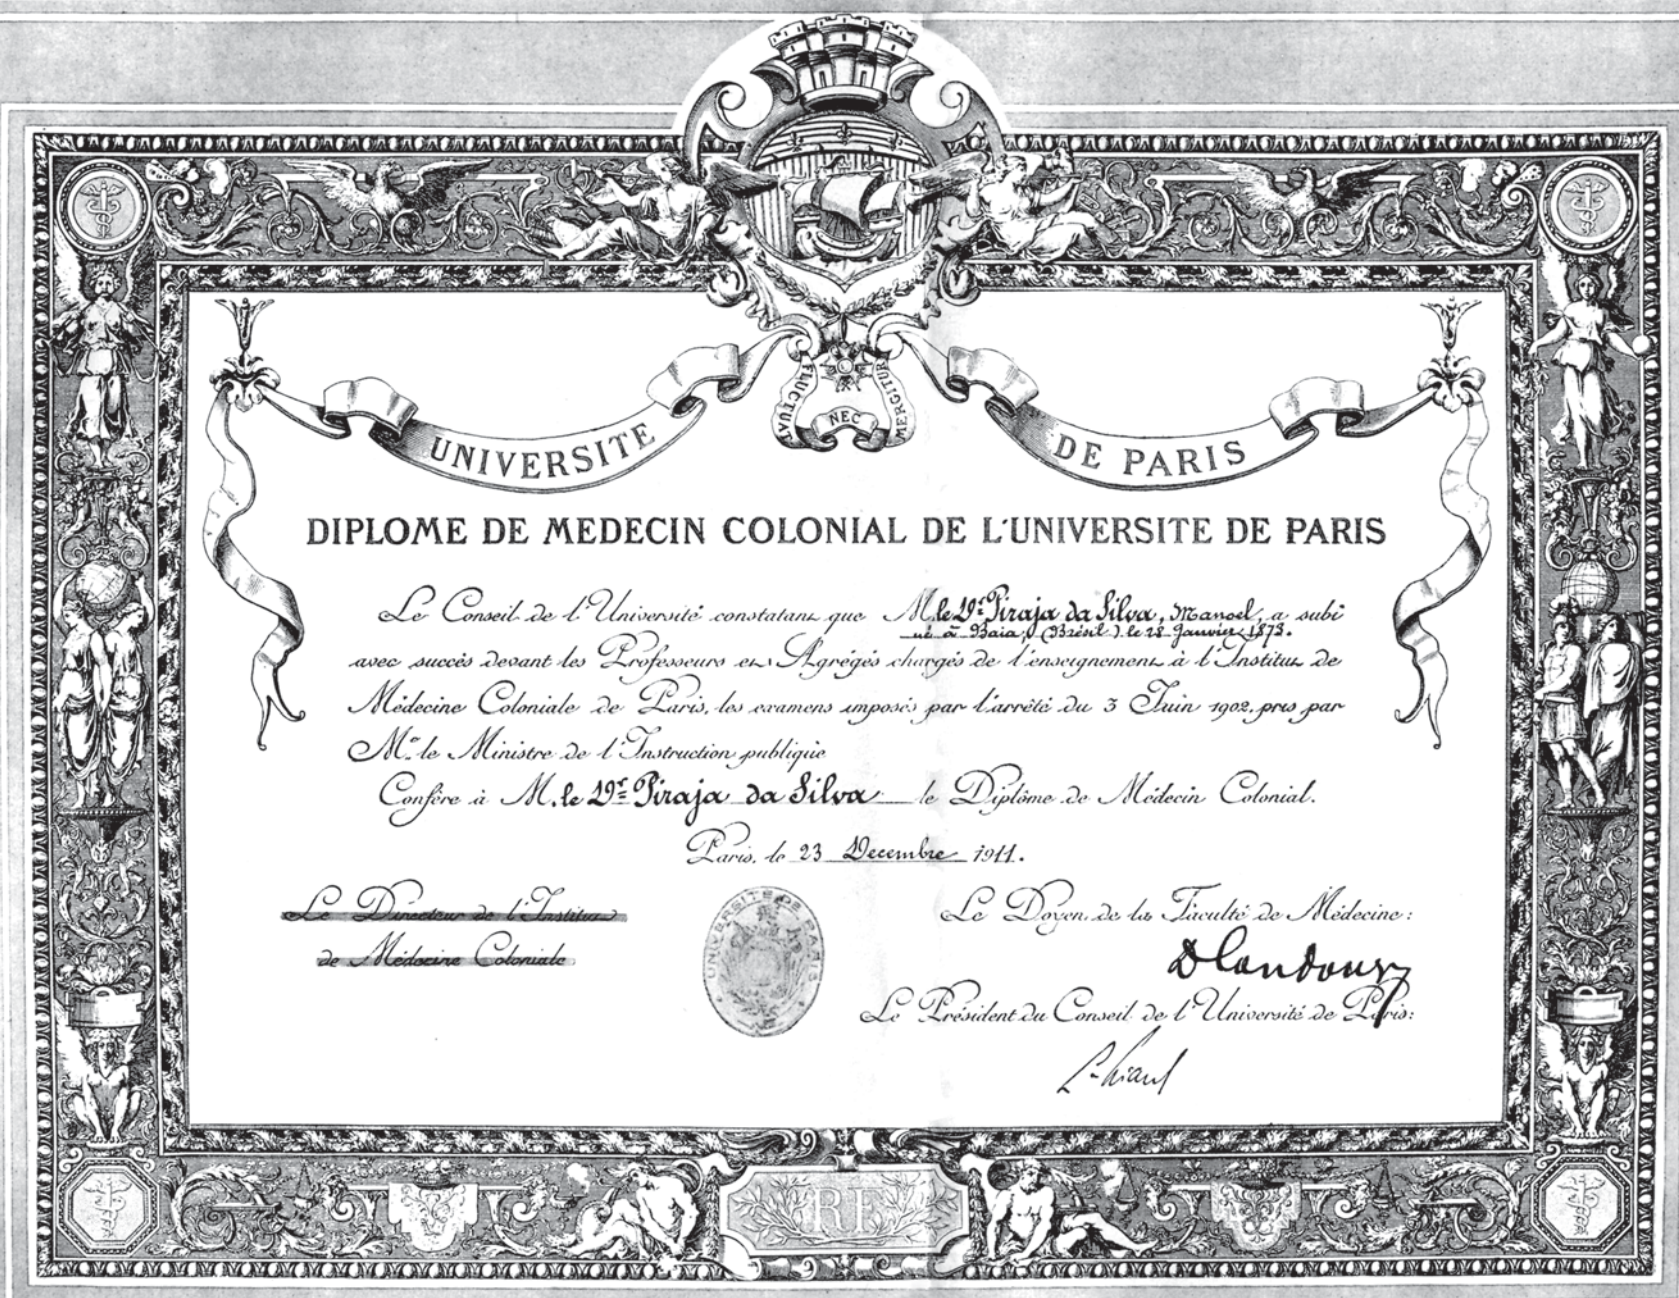 FLUCTUAT NEC MERGITUR
UNIVERSITE DE PARIS
DIPLOME DE MEDECIN COLONIAL DE L'UNIVERSITE DE PARIS
Le Conseil de l'Université constatant que M. le Dr Piraja da Silva, Manoel, a subi
né à Baia, (Brésil) le 28 Janvier 1873.
avec succès devant les Professeurs et Agrégés chargés de l'enseignement à l'Institut de
Médecine Coloniale de Paris, les examens imposés par l'arrêté du 3 Juin 1902, pris par
Mr le Ministre de l'Instruction publique
Confère à M. le Dr Piraja da Silva le Diplôme de Médecin Colonial.
Paris, le 23 Decembre 1911.
Le Directeur de l'Institut
de Médecine Coloniale
UNIVERSITE DE PARIS
Le Doyen de la Faculté de Médecine:
Landouzy
Le Président du Conseil de l'Université de Paris:
RF